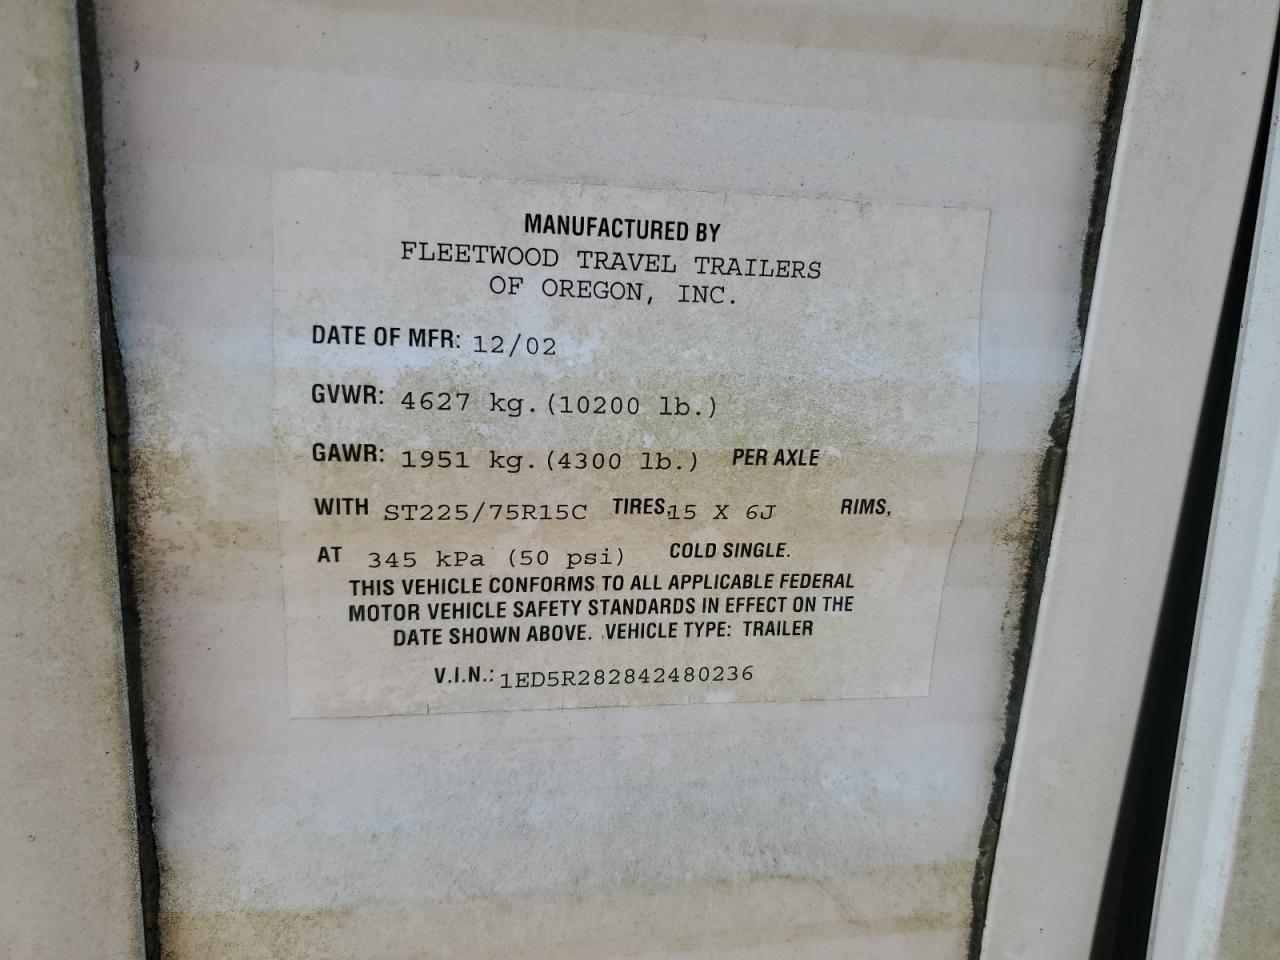 MANUFACTURED BY
FLEETWOOD TRAVEL TRAILERS
OF OREGON, INC.
DATE OF MFR: 12/02
GVWR: 4627 kg.(10200 lb.)
GAWR: 1951 kg.(4300 lb.) PER AXLE
WITH ST225/75R15C TIRES,15 X 6J RIMS,
AT 345 kPa (50 psi) COLD SINGLE.
THIS VEHICLE CONFORMS TO ALL APPLICABLE FEDERAL
MOTOR VEHICLE SAFETY STANDARDS IN EFFECT ON THE
DATE SHOWN ABOVE. VEHICLE TYPE: TRAILER
V.I.N.: 1ED5R282842480236